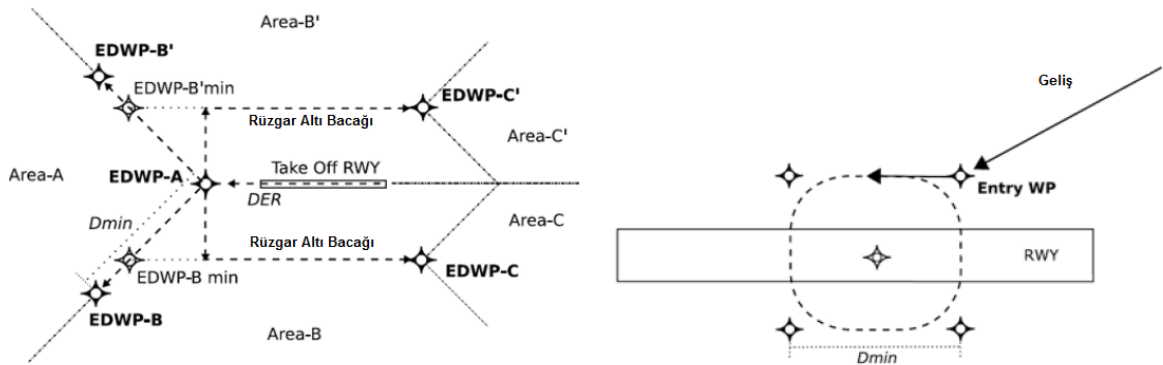 Area-B'
EDWP-B'
EDWP-B'min
EDWP-C'
Rüzgar Altı Bacağı
Area-C'
Take Off RWY
Area-A
EDWP-A
DER
Dmin
Area-C
Rüzgar Altı Bacağı
EDWP-B min
EDWP-C
EDWP-B
Area-B
Geliş
Entry WP
RWY
Dmin